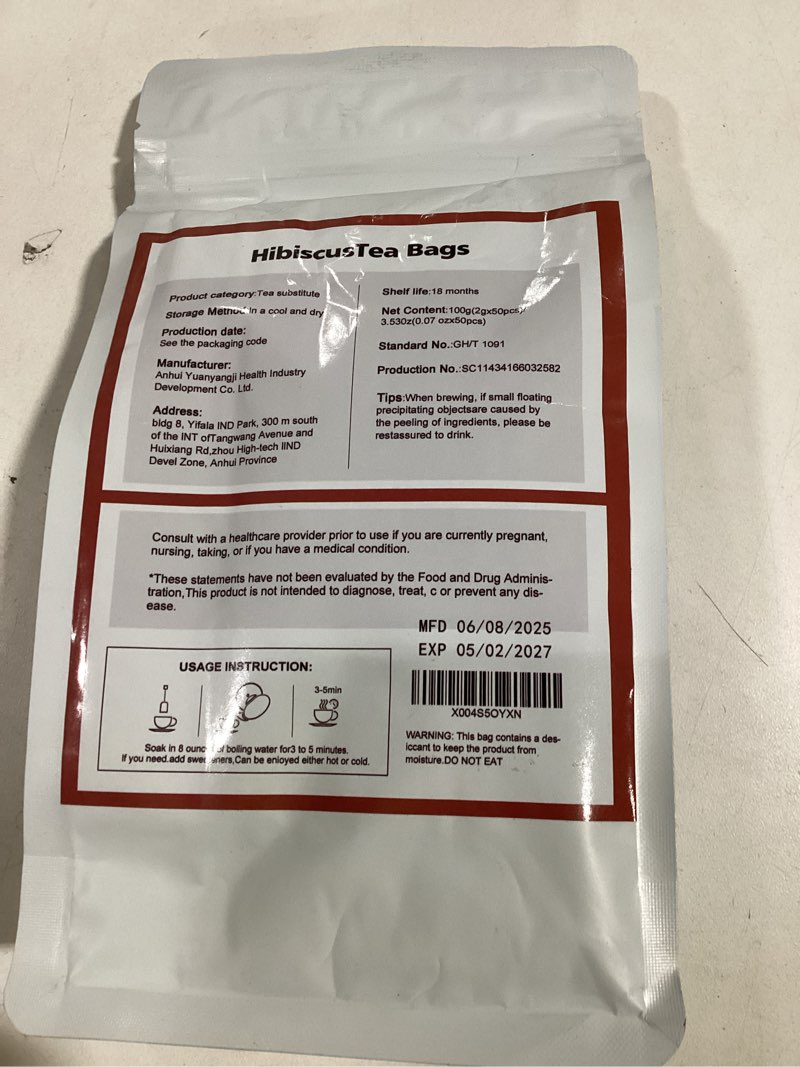 HibiscusTea Bags
Product category:Tea substitute
Storage Method In a cool and dry
Production date:
See the packaging code
Manufacturer:
Anhui Yuanyangji Health Industry
Development Co. Ltd.
Address:
bldg 8, Yifala IND Park, 300 m south
of the INT ofTangwang Avenue and
Huixiang Rd,zhou High-tech IIND
Devel Zone, Anhui Province
Shelf life:18 months
Net Content:100g(2gx50pcs)/
3.530z(0.07 ozx50pcs)
Standard No.:GH/T 1091
Production No.:SC11434166032582
Tips:When brewing, if small floating
precipitating objectsare caused by
the peeling of ingredients, please be
restassured to drink.
Consult with a healthcare provider prior to use if you are currently pregnant,
nursing, taking, or if you have a medical condition.
*These statements have not been evaluated by the Food and Drug Adminis-
tration,This product is not intended to diagnose, treat, c or prevent any dis-
ease.
MFD 06/08/2025
EXP 05/02/2027
USAGE INSTRUCTION:
3-5min
Soak in 8 of boiling water for3 to 5 minutes.
If you need.add Can be enioyed either hot or cold.
X004S5OYXN
WARNING: This bag contains a des-
iccant to keep the product from
moisture.DO NOT EAT